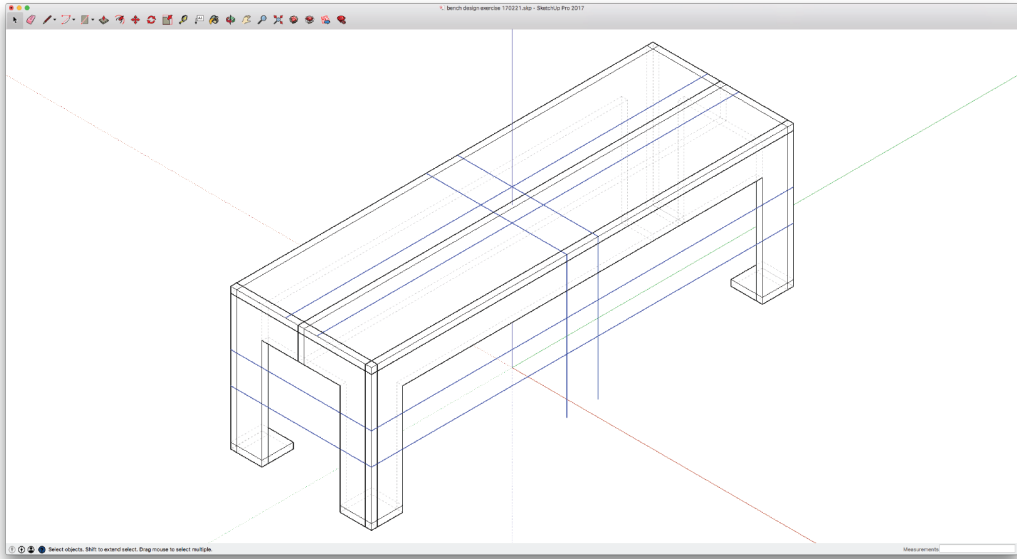 bench design exercise 170221.skp - SketchUp Pro 2017
Select objects. Shift to extend select. Drag mouse to select multiple.
Measurements